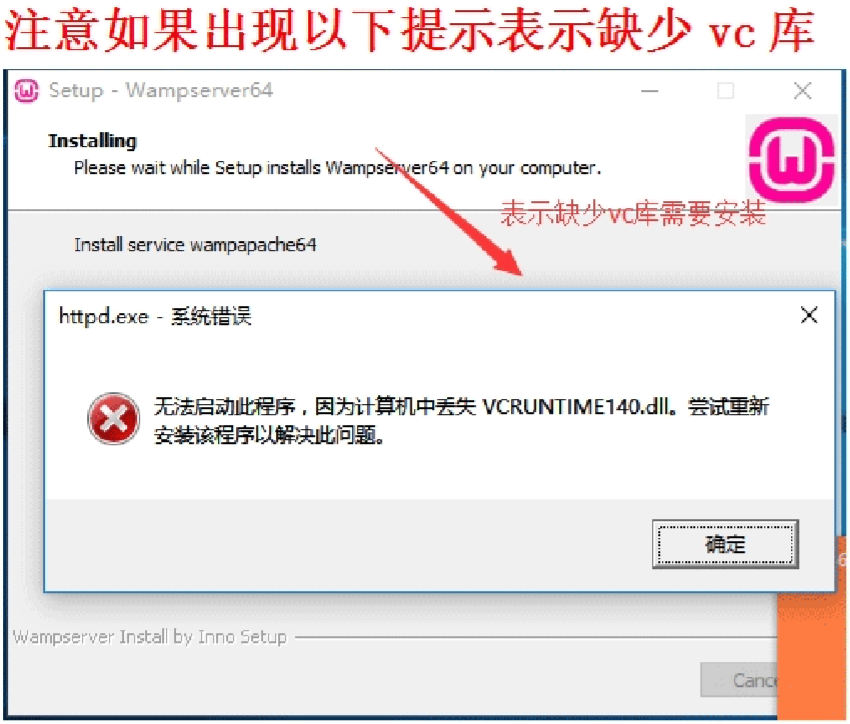 注意如果出现以下提示表示缺少 vc 库
Setup - Wampserver64
Installing
Please wait while Setup installs Wampserver64 on your computer.
表示缺少vc库需要安装
Install service wampapache64
httpd.exe - 系统错误
无法启动此程序，因为计算机中丢失 VCRUNTIME140.dll。尝试重新
安装该程序以解决此问题。
确定
6
Wampserver Install by Inno Setup
Cance